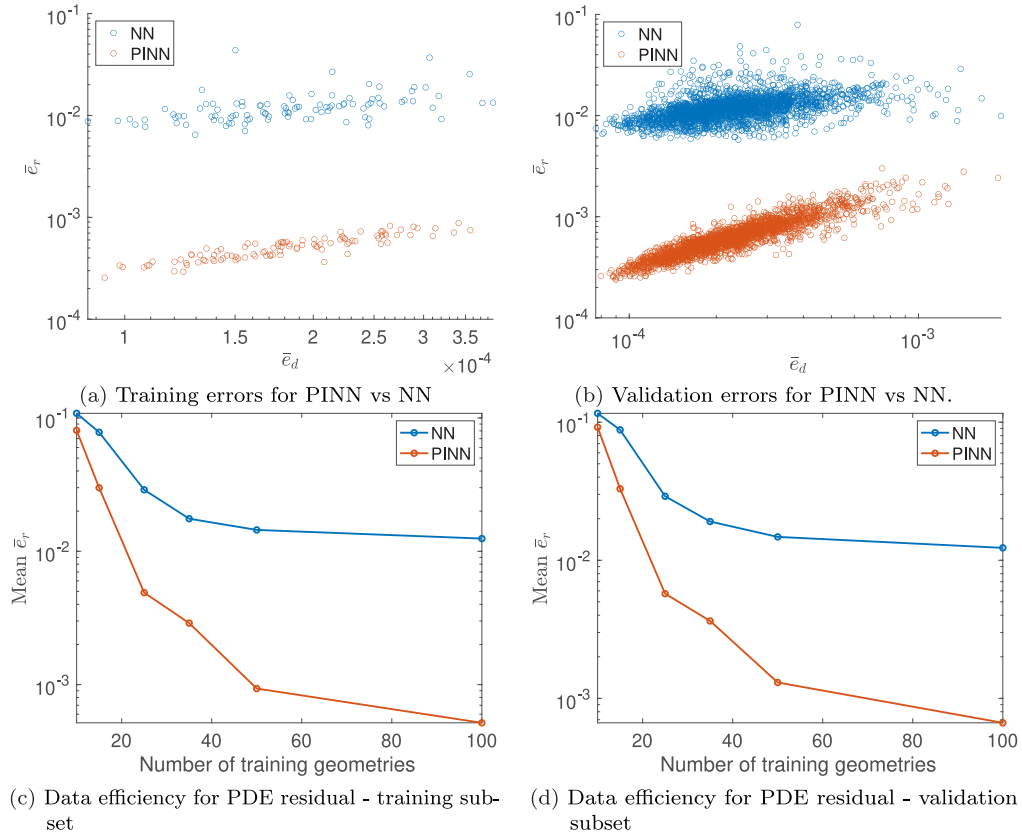 10^-1
10^-2
10^-3
10^-4
ē_r
NN
PINN
1
1.5
2
2.5
3
3.5
×10^-4
ē_d
(a) Training errors for PINN vs NN
10^-1
10^-2
10^-3
10^-4
ē_r
NN
PINN
10^-4
10^-3
ē_d
(b) Validation errors for PINN vs NN.
10^-1
10^-2
10^-3
Mean ē_r
NN
PINN
20
40
60
80
100
Number of training geometries
(c) Data efficiency for PDE residual - training sub-
set
10^-1
10^-2
10^-3
Mean ē_r
NN
PINN
20
40
60
80
100
Number of training geometries
(d) Data efficiency for PDE residual - validation
subset